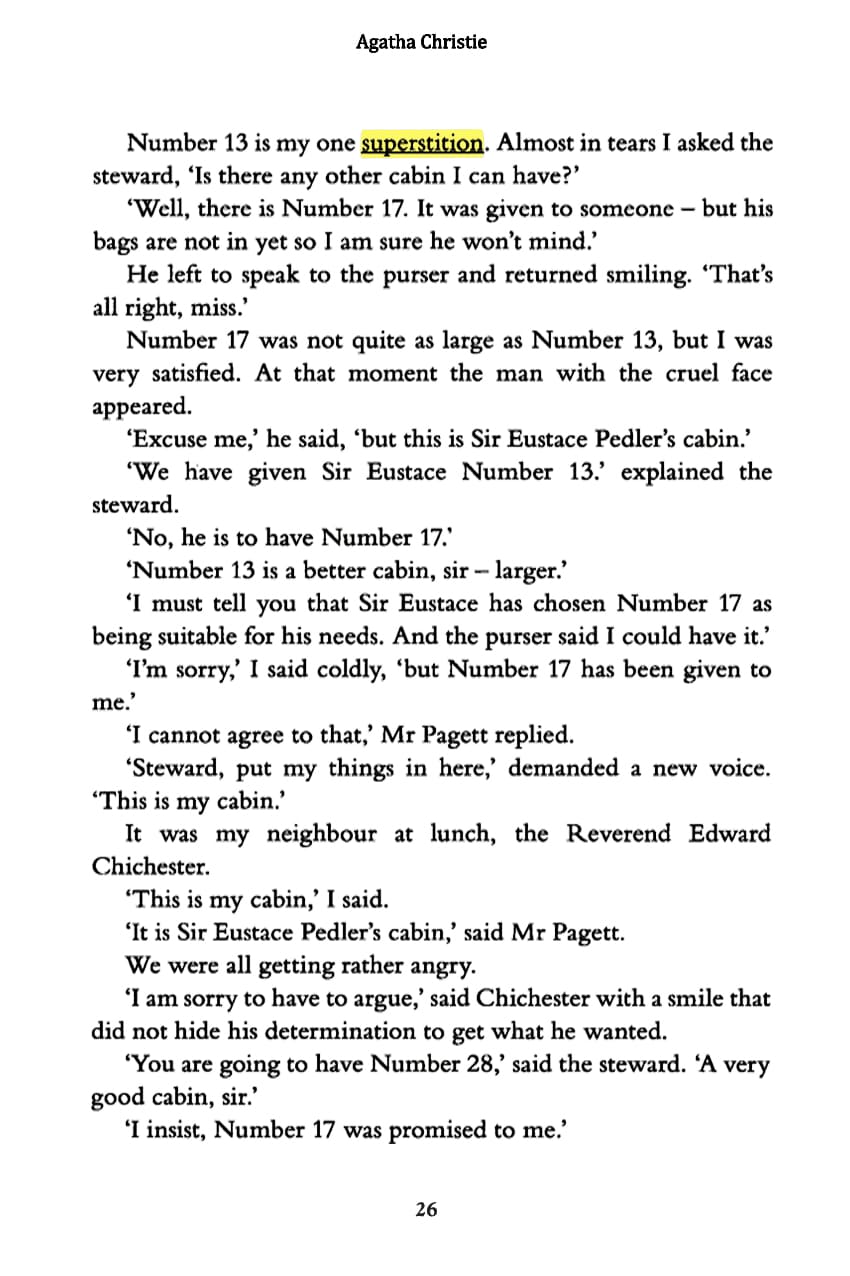 Agatha Christie
Number 13 is my one superstition. Almost in tears I asked the
steward, ‘Is there any other cabin I can have?’
‘Well, there is Number 17. It was given to someone – but his
bags are not in yet so I am sure he won’t mind.’
He left to speak to the purser and returned smiling. ‘That’s
all right, miss.’
Number 17 was not quite as large as Number 13, but I was
very satisfied. At that moment the man with the cruel face
appeared.
‘Excuse me,’ he said, ‘but this is Sir Eustace Pedler’s cabin.’
‘We have given Sir Eustace Number 13.’ explained the
steward.
‘No, he is to have Number 17.’
‘Number 13 is a better cabin, sir – larger.’
‘I must tell you that Sir Eustace has chosen Number 17 as
being suitable for his needs. And the purser said I could have it.’
‘I’m sorry,’ I said coldly, ‘but Number 17 has been given to
me.’
‘I cannot agree to that,’ Mr Pagett replied.
‘Steward, put my things in here,’ demanded a new voice.
‘This is my cabin.’
It was my neighbour at lunch, the Reverend Edward
Chichester.
‘This is my cabin,’ I said.
‘It is Sir Eustace Pedler’s cabin,’ said Mr Pagett.
We were all getting rather angry.
‘I am sorry to have to argue,’ said Chichester with a smile that
did not hide his determination to get what he wanted.
‘You are going to have Number 28,’ said the steward. ‘A very
good cabin, sir.’
‘I insist, Number 17 was promised to me.’
26